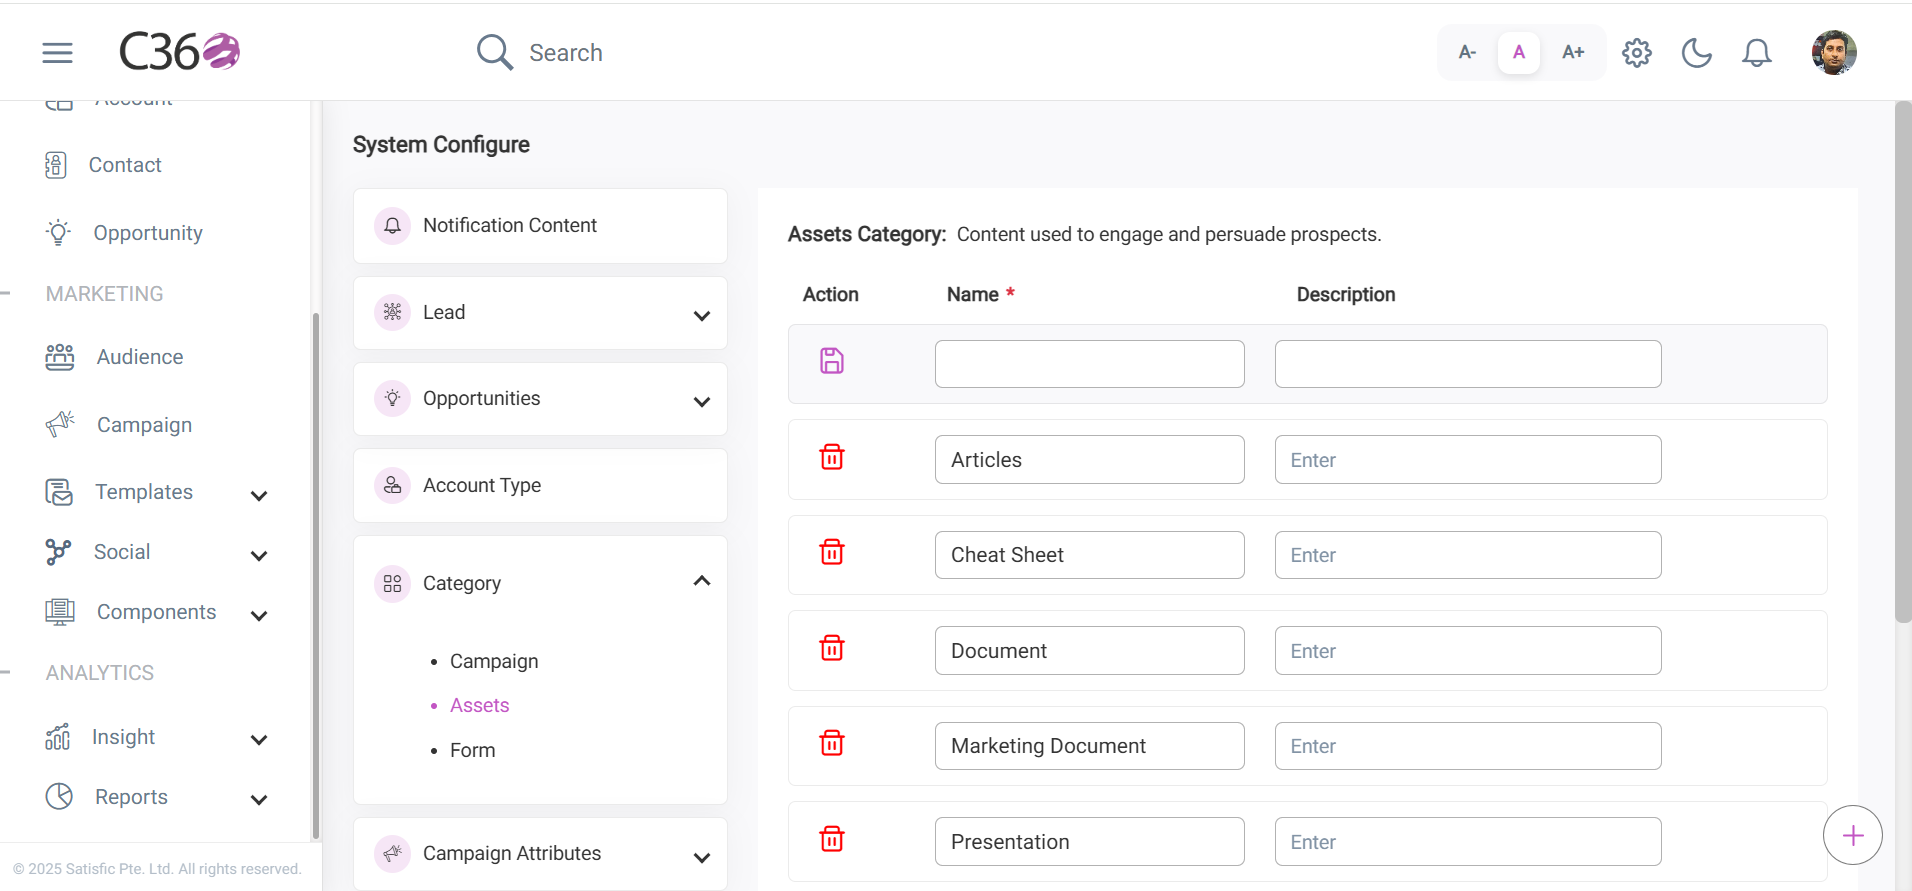 C360
Search
A-
A
A+
Account
Contact
Opportunity
MARKETING
Audience
Campaign
Templates
Social
Components
ANALYTICS
Insight
Reports
© 2025 Satisfic Pte. Ltd. All rights reserved.
System Configure
Notification Content
Lead
Opportunities
Account Type
Category
Campaign
Assets
Form
Campaign Attributes
Assets Category: Content used to engage and persuade prospects.
Action Name * Description
Articles Enter
Cheat Sheet Enter
Document Enter
Marketing Document Enter
Presentation Enter